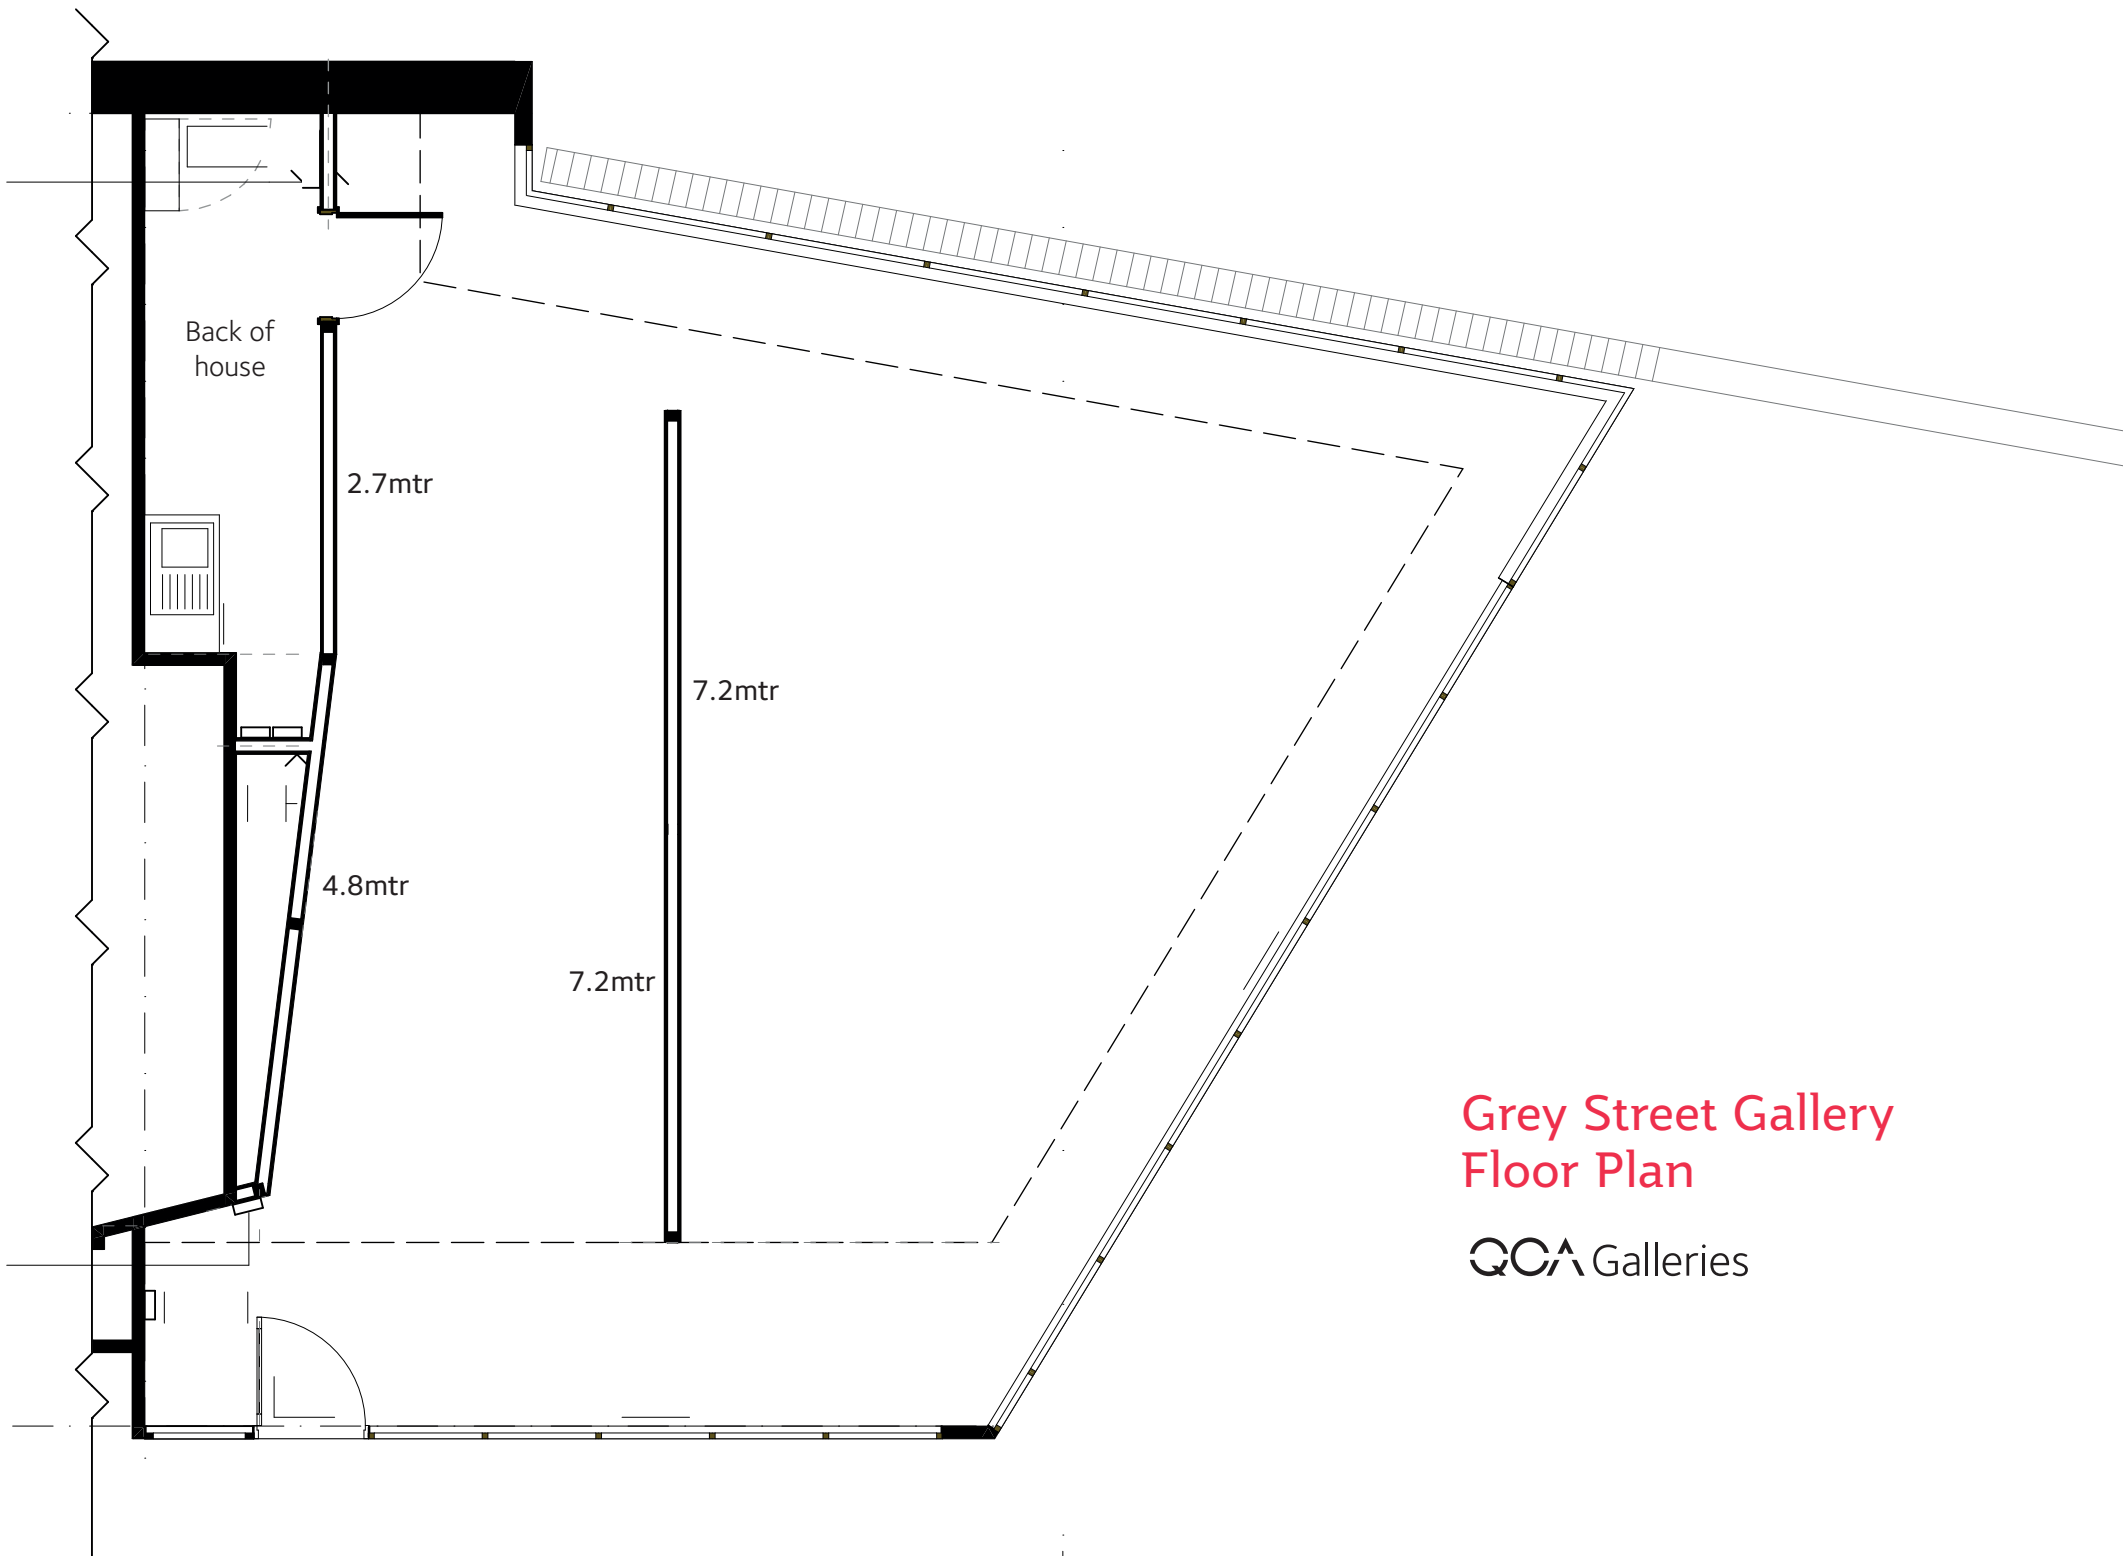 Back of
house
2.7mtr
7.2mtr
4.8mtr
7.2mtr
Grey Street Gallery
Floor Plan
QCA Galleries